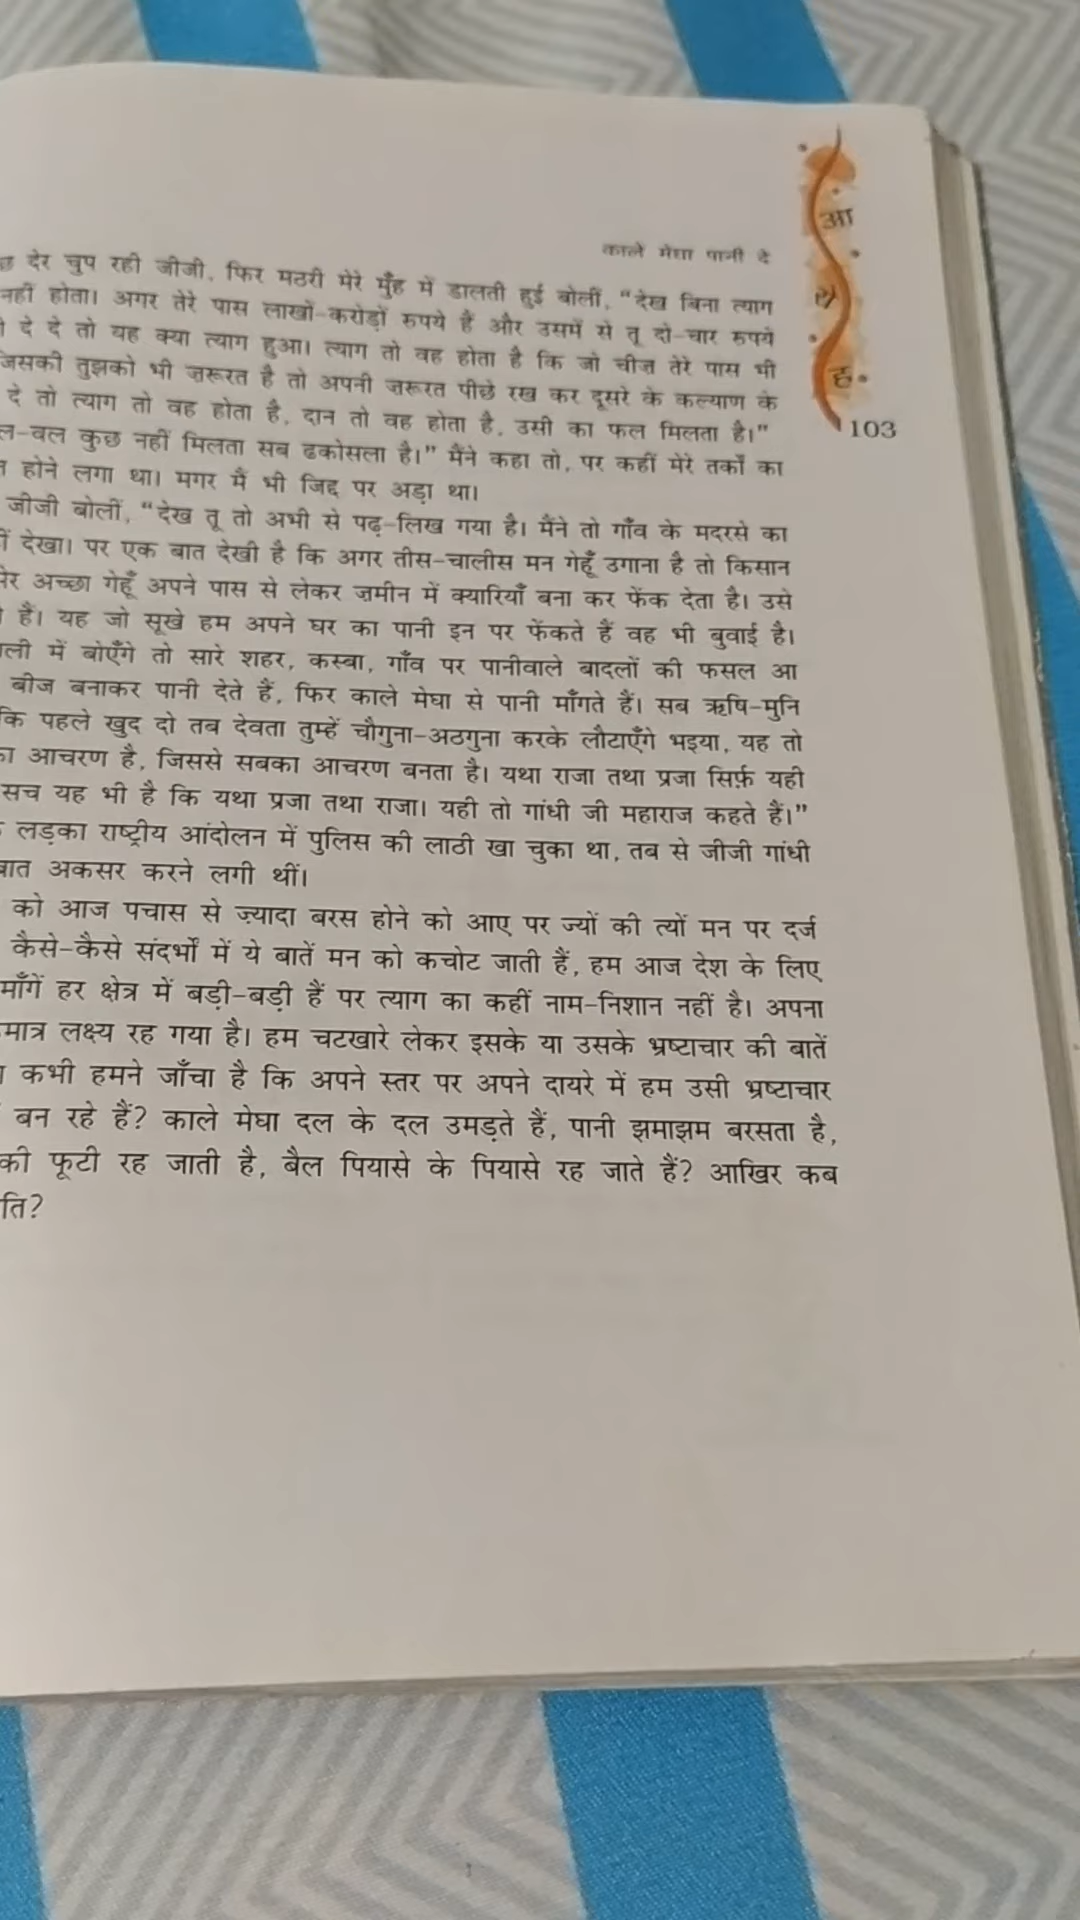 काले मेघा पानी दे
आ
रो
ह
103
देर चुप रही जीजी, फिर मठरी मेरे मुँह में डालती हुई बोलीं, “देख बिना त्याग
नहीं होता। अगर तेरे पास लाखों-करोड़ों रुपये हैं और उसमें से तू दो-चार रुपये
दे दे तो यह क्या त्याग हुआ। त्याग तो वह होता है कि जो चीज़ तेरे पास भी
जिसकी तुझको भी ज़रूरत है तो अपनी ज़रूरत पीछे रख कर दूसरे के कल्याण के
दे तो त्याग तो वह होता है, दान तो वह होता है, उसी का फल मिलता है।”
ल-वल कुछ नहीं मिलता सब ढकोसला है।” मैंने कहा तो, पर कहीं मेरे तर्कों का
होने लगा था। मगर मैं भी जिद्द पर अड़ा था।
जीजी बोलीं, “देख तू तो अभी से पढ़-लिख गया है। मैंने तो गाँव के मदरसे का
देखा। पर एक बात देखी है कि अगर तीस-चालीस मन गेहूँ उगाना है तो किसान
अच्छा गेहूँ अपने पास से लेकर ज़मीन में क्यारियाँ बना कर फेंक देता है। उसे
हैं। यह जो सूखे हम अपने घर का पानी इन पर फेंकते हैं वह भी बुवाई है।
ली में बोएँगे तो सारे शहर, कस्बा, गाँव पर पानीवाले बादलों की फसल आ
बीज बनाकर पानी देते हैं, फिर काले मेघा से पानी माँगते हैं। सब ऋषि-मुनि
कि पहले खुद दो तब देवता तुम्हें चौगुना-अठगुना करके लौटाएँगे भइया, यह तो
का आचरण है, जिससे सबका आचरण बनता है। यथा राजा तथा प्रजा सिर्फ़ यही
सच यह भी है कि यथा प्रजा तथा राजा। यही तो गांधी जी महाराज कहते हैं।”
लड़का राष्ट्रीय आंदोलन में पुलिस की लाठी खा चुका था, तब से जीजी गांधी
बात अकसर करने लगी थीं।
को आज पचास से ज़्यादा बरस होने को आए पर ज्यों की त्यों मन पर दर्ज
कैसे-कैसे संदर्भों में ये बातें मन को कचोट जाती हैं, हम आज देश के लिए
माँगें हर क्षेत्र में बड़ी-बड़ी हैं पर त्याग का कहीं नाम-निशान नहीं है। अपना
मात्र लक्ष्य रह गया है। हम चटखारे लेकर इसके या उसके भ्रष्टाचार की बातें
कभी हमने जाँचा है कि अपने स्तर पर अपने दायरे में हम उसी भ्रष्टाचार
बन रहे हैं? काले मेघा दल के दल उमड़ते हैं, पानी झमाझम बरसता है,
की फूटी रह जाती है, बैल पियासे के पियासे रह जाते हैं? आखिर कब
ति?